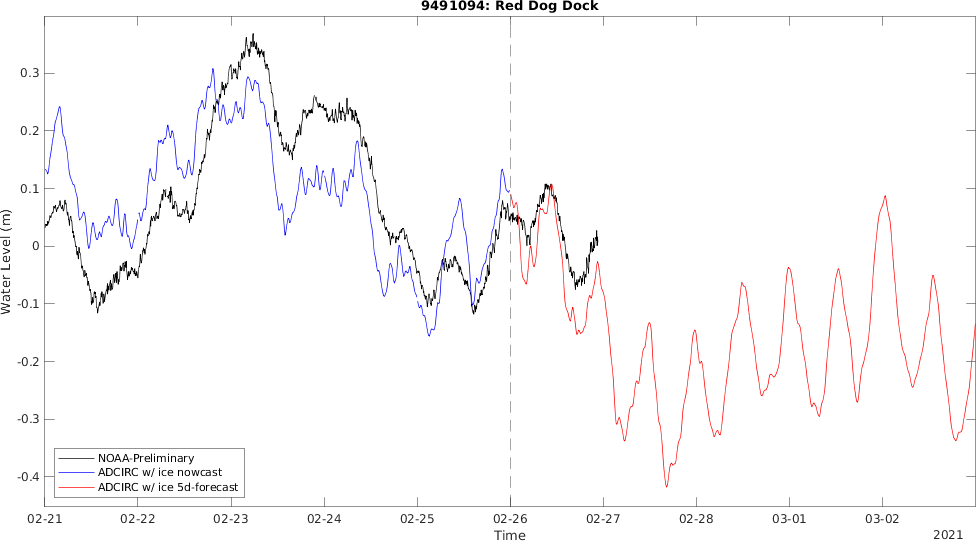 9491094: Red Dog Dock
Water Level (m)
0.3
0.2
0.1
0
-0.1
-0.2
-0.3
-0.4
NOAA-Preliminary
ADCIRC w/ ice nowcast
ADCIRC w/ ice 5d-forecast
02-21 02-22 02-23 02-24 02-25 02-26 02-27 02-28 03-01 03-02
Time
2021